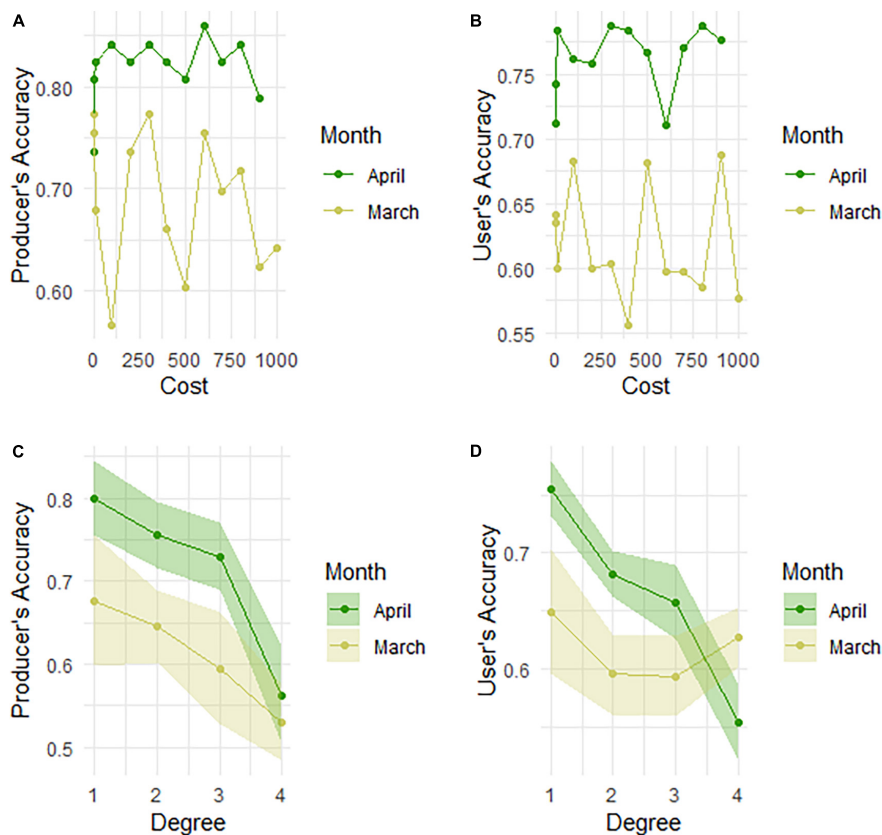 A
Producer's Accuracy
0.80
0.70
0.60
0 250 500 750 1000
Cost
Month
April
March
B
User's Accuracy
0.75
0.70
0.65
0.60
0.55
0 250 500 750 1000
Cost
Month
April
March
C
Producer's Accuracy
0.8
0.7
0.6
0.5
1 2 3 4
Degree
Month
April
March
D
User's Accuracy
0.7
0.6
1 2 3 4
Degree
Month
April
March